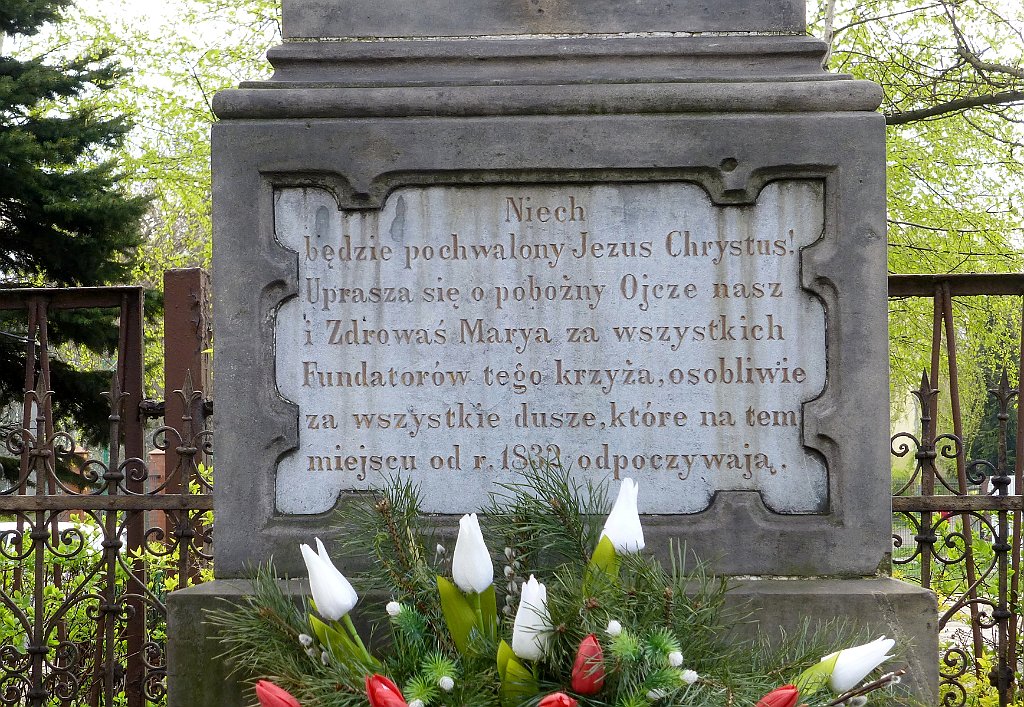 Niech
będzie pochwalony Jezus Chrystus!
Uprasza się o pobożny Ojcze nasz
i Zdrowaś Marya za wszystkich
Fundatorów tego krzyża, osobliwie
za wszystkie dusze, które na tem
miejscu od r. 1832 odpoczywają.